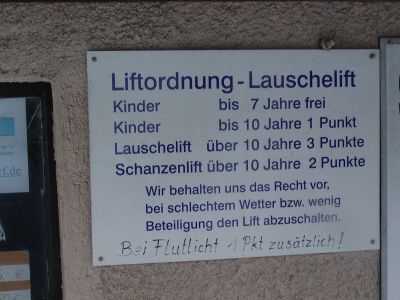 Liftordnung - Lauschelift
Kinder bis 7 Jahre frei
Kinder bis 10 Jahre 1 Punkt
Lauschelift über 10 Jahre 3 Punkte
Schanzenlift über 10 Jahre 2 Punkte
Wir behalten uns das Recht vor,
bei schlechtem Wetter bzw. wenig
Beteiligung den Lift abzuschalten.
Bei Flutlicht 1 Pkt zusätzlich!
rf.de